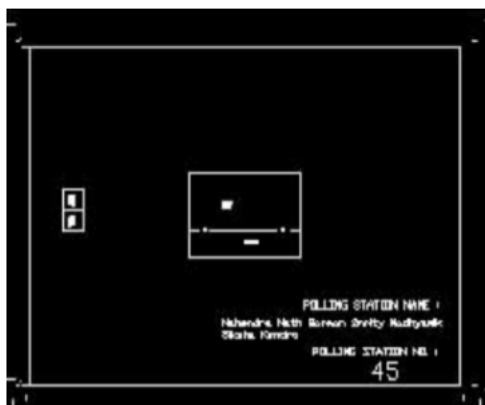 POLLING STATION NAME :
Mahendra Nath Barman Smrity Madhyamik
Siksha Kendra
POLLING STATION NO. :
45